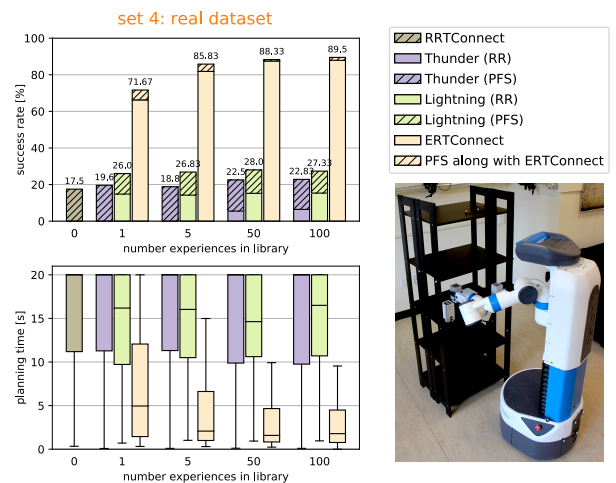 set 4: real dataset
success rate [%]
100
80
60
40
20
0
17.5
19.6
26.0
71.67
18.8
26.83
85.83
22.5
28.0
88.33
22.83
27.33
89.5
0 1 5 50 100
number experiences in library
planning time [s]
20
15
10
5
0
0 1 5 50 100
number experiences in library
RRTConnect
Thunder (RR)
Thunder (PFS)
Lightning (RR)
Lightning (PFS)
ERTConnect
PFS along with ERTConnect